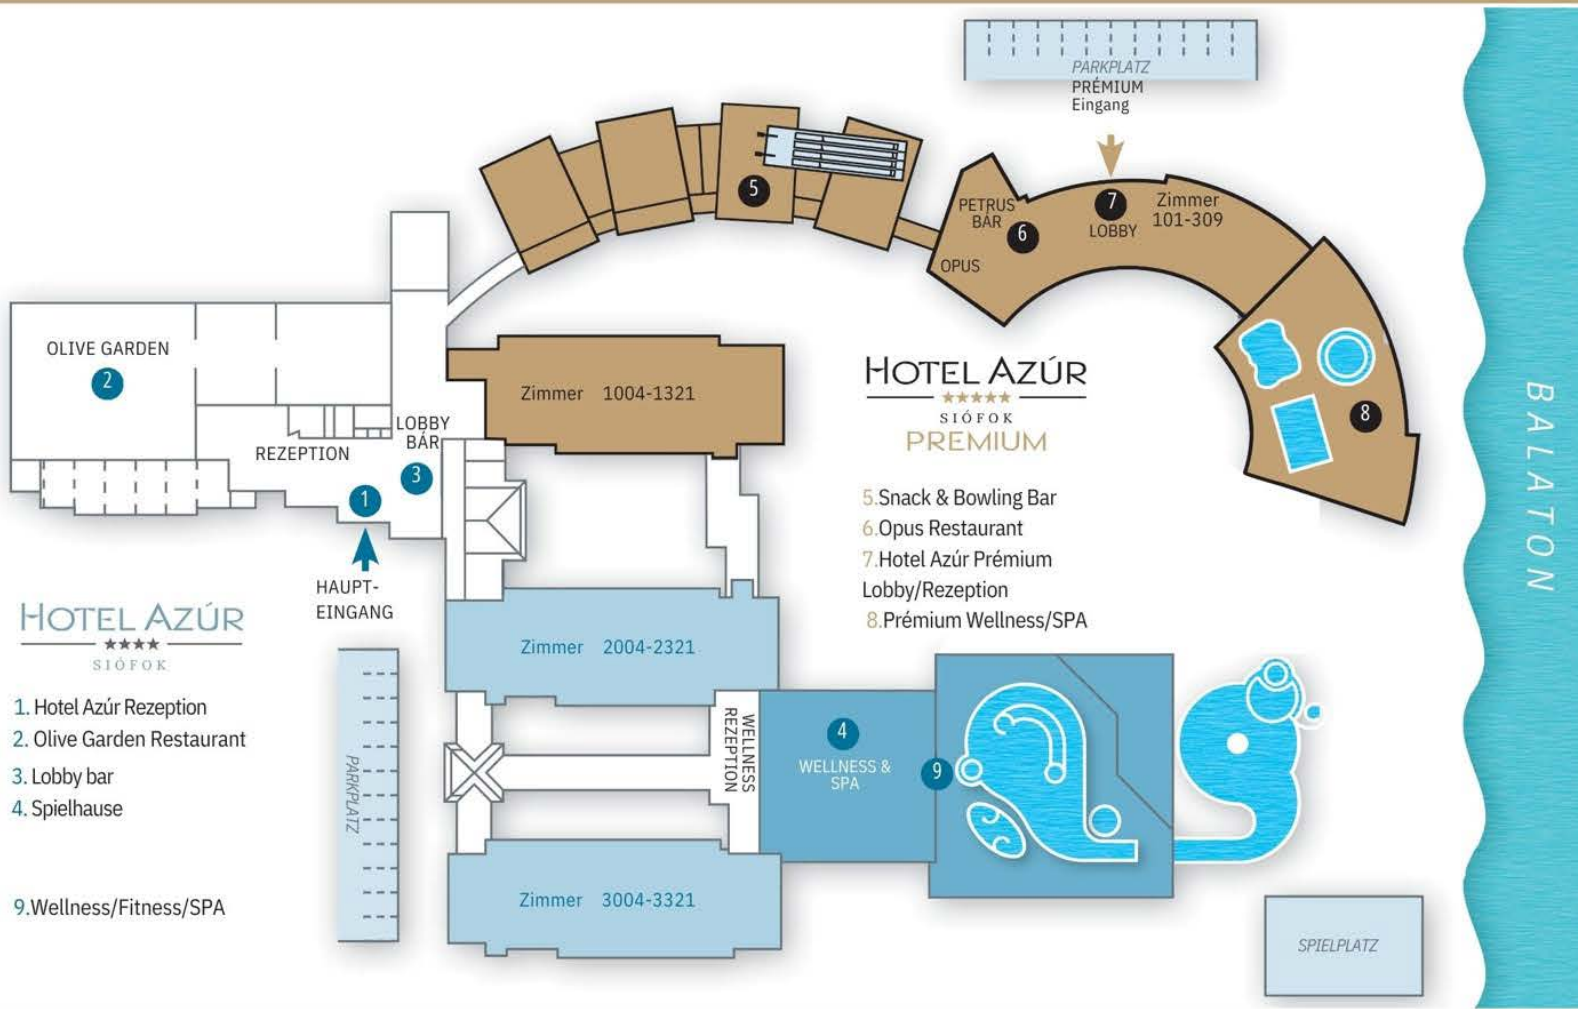 PARKPLATZ
PRÉMIUM
Eingang
5
PETRUS
BÁR
6
OPUS
7
LOBBY
Zimmer
101-309
8
BALATON
OLIVE GARDEN
2
REZEPTION
LOBBY
BÁR
3
1
HAUPT-
EINGANG
Zimmer 1004-1321
HOTEL AZÚR
★★★★★
SIÓFOK
PREMIUM
5.Snack & Bowling Bar
6.Opus Restaurant
7.Hotel Azúr Prémium
Lobby/Rezeption
8.Prémium Wellness/SPA
HOTEL AZÚR
★★★★
SIÓFOK
1. Hotel Azúr Rezeption
2. Olive Garden Restaurant
3. Lobby bar
4. Spielhause
9.Wellness/Fitness/SPA
PARKPLATZ
Zimmer 2004-2321
WELLNESS
REZEPTION
4
WELLNESS &
SPA
9
Zimmer 3004-3321
SPIELPLATZ